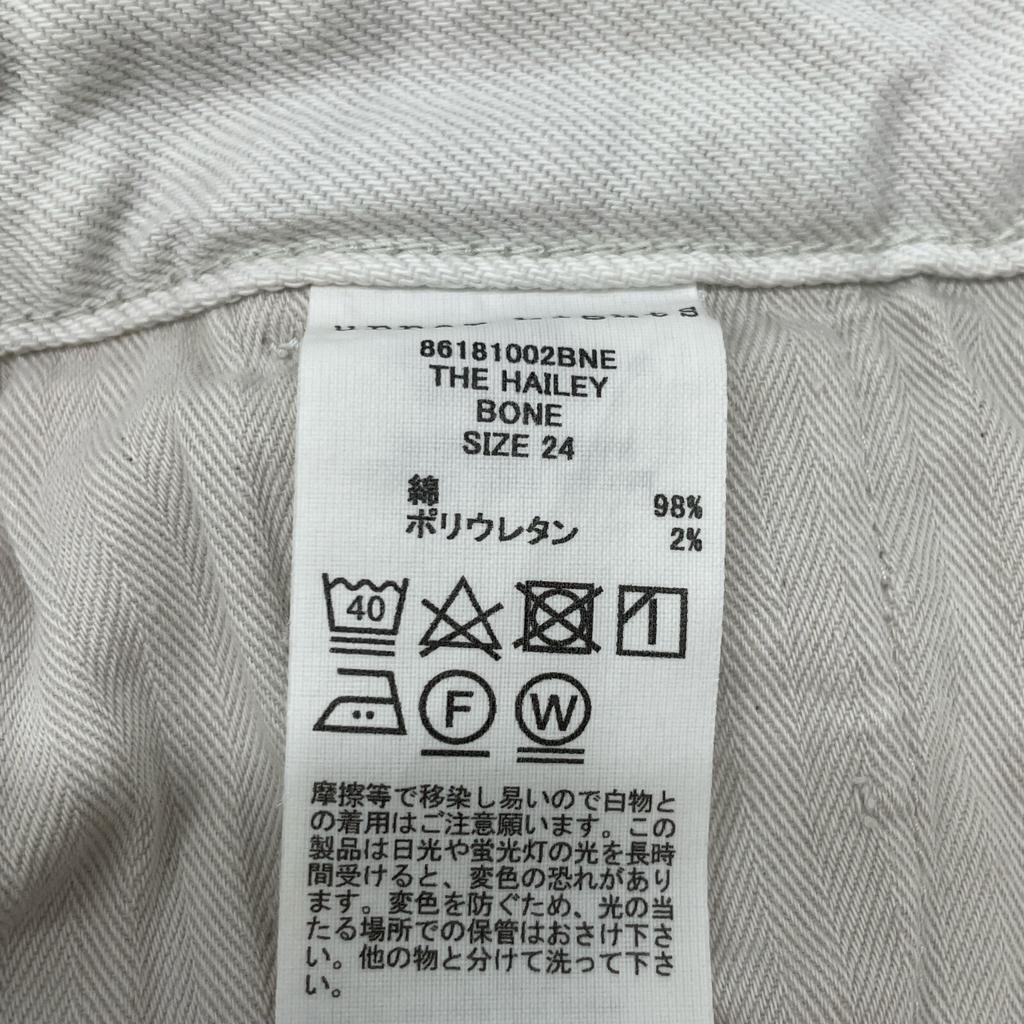 86181002BNE
THE HAILEY
BONE
SIZE 24
綿 98%
ポリウレタン 2%
40
F
W
摩擦等で移染し易いので白物と
の着用はご注意願います。この
製品は日光や蛍光灯の光を長時
間受けると、変色の恐れがあり
ます。変色を防ぐため、光の当
たる場所での保管はおさけ下さ
い。他の物と分けて洗って下さ
い。